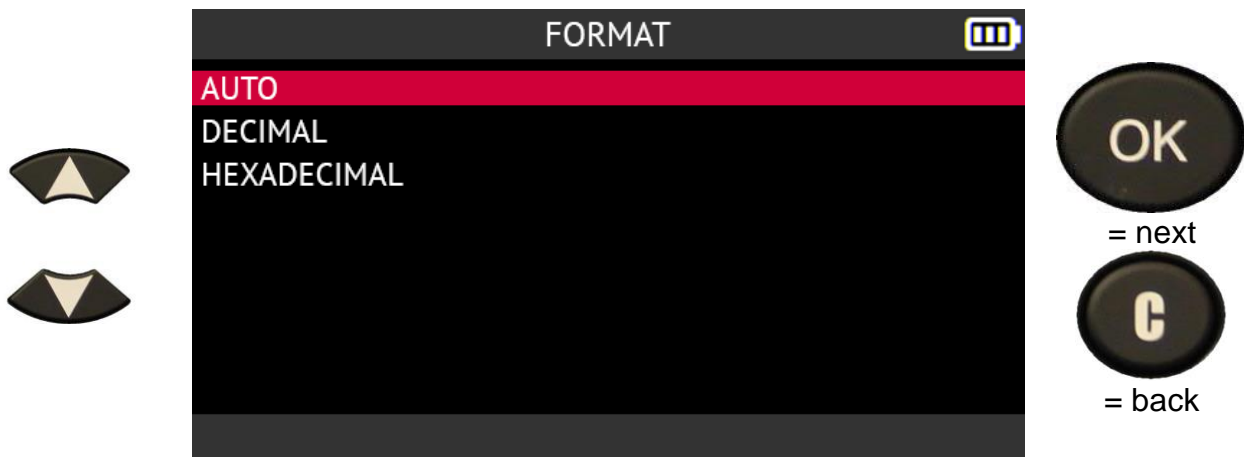 FORMAT
AUTO
DECIMAL
HEXADECIMAL
OK
= next
C
= back